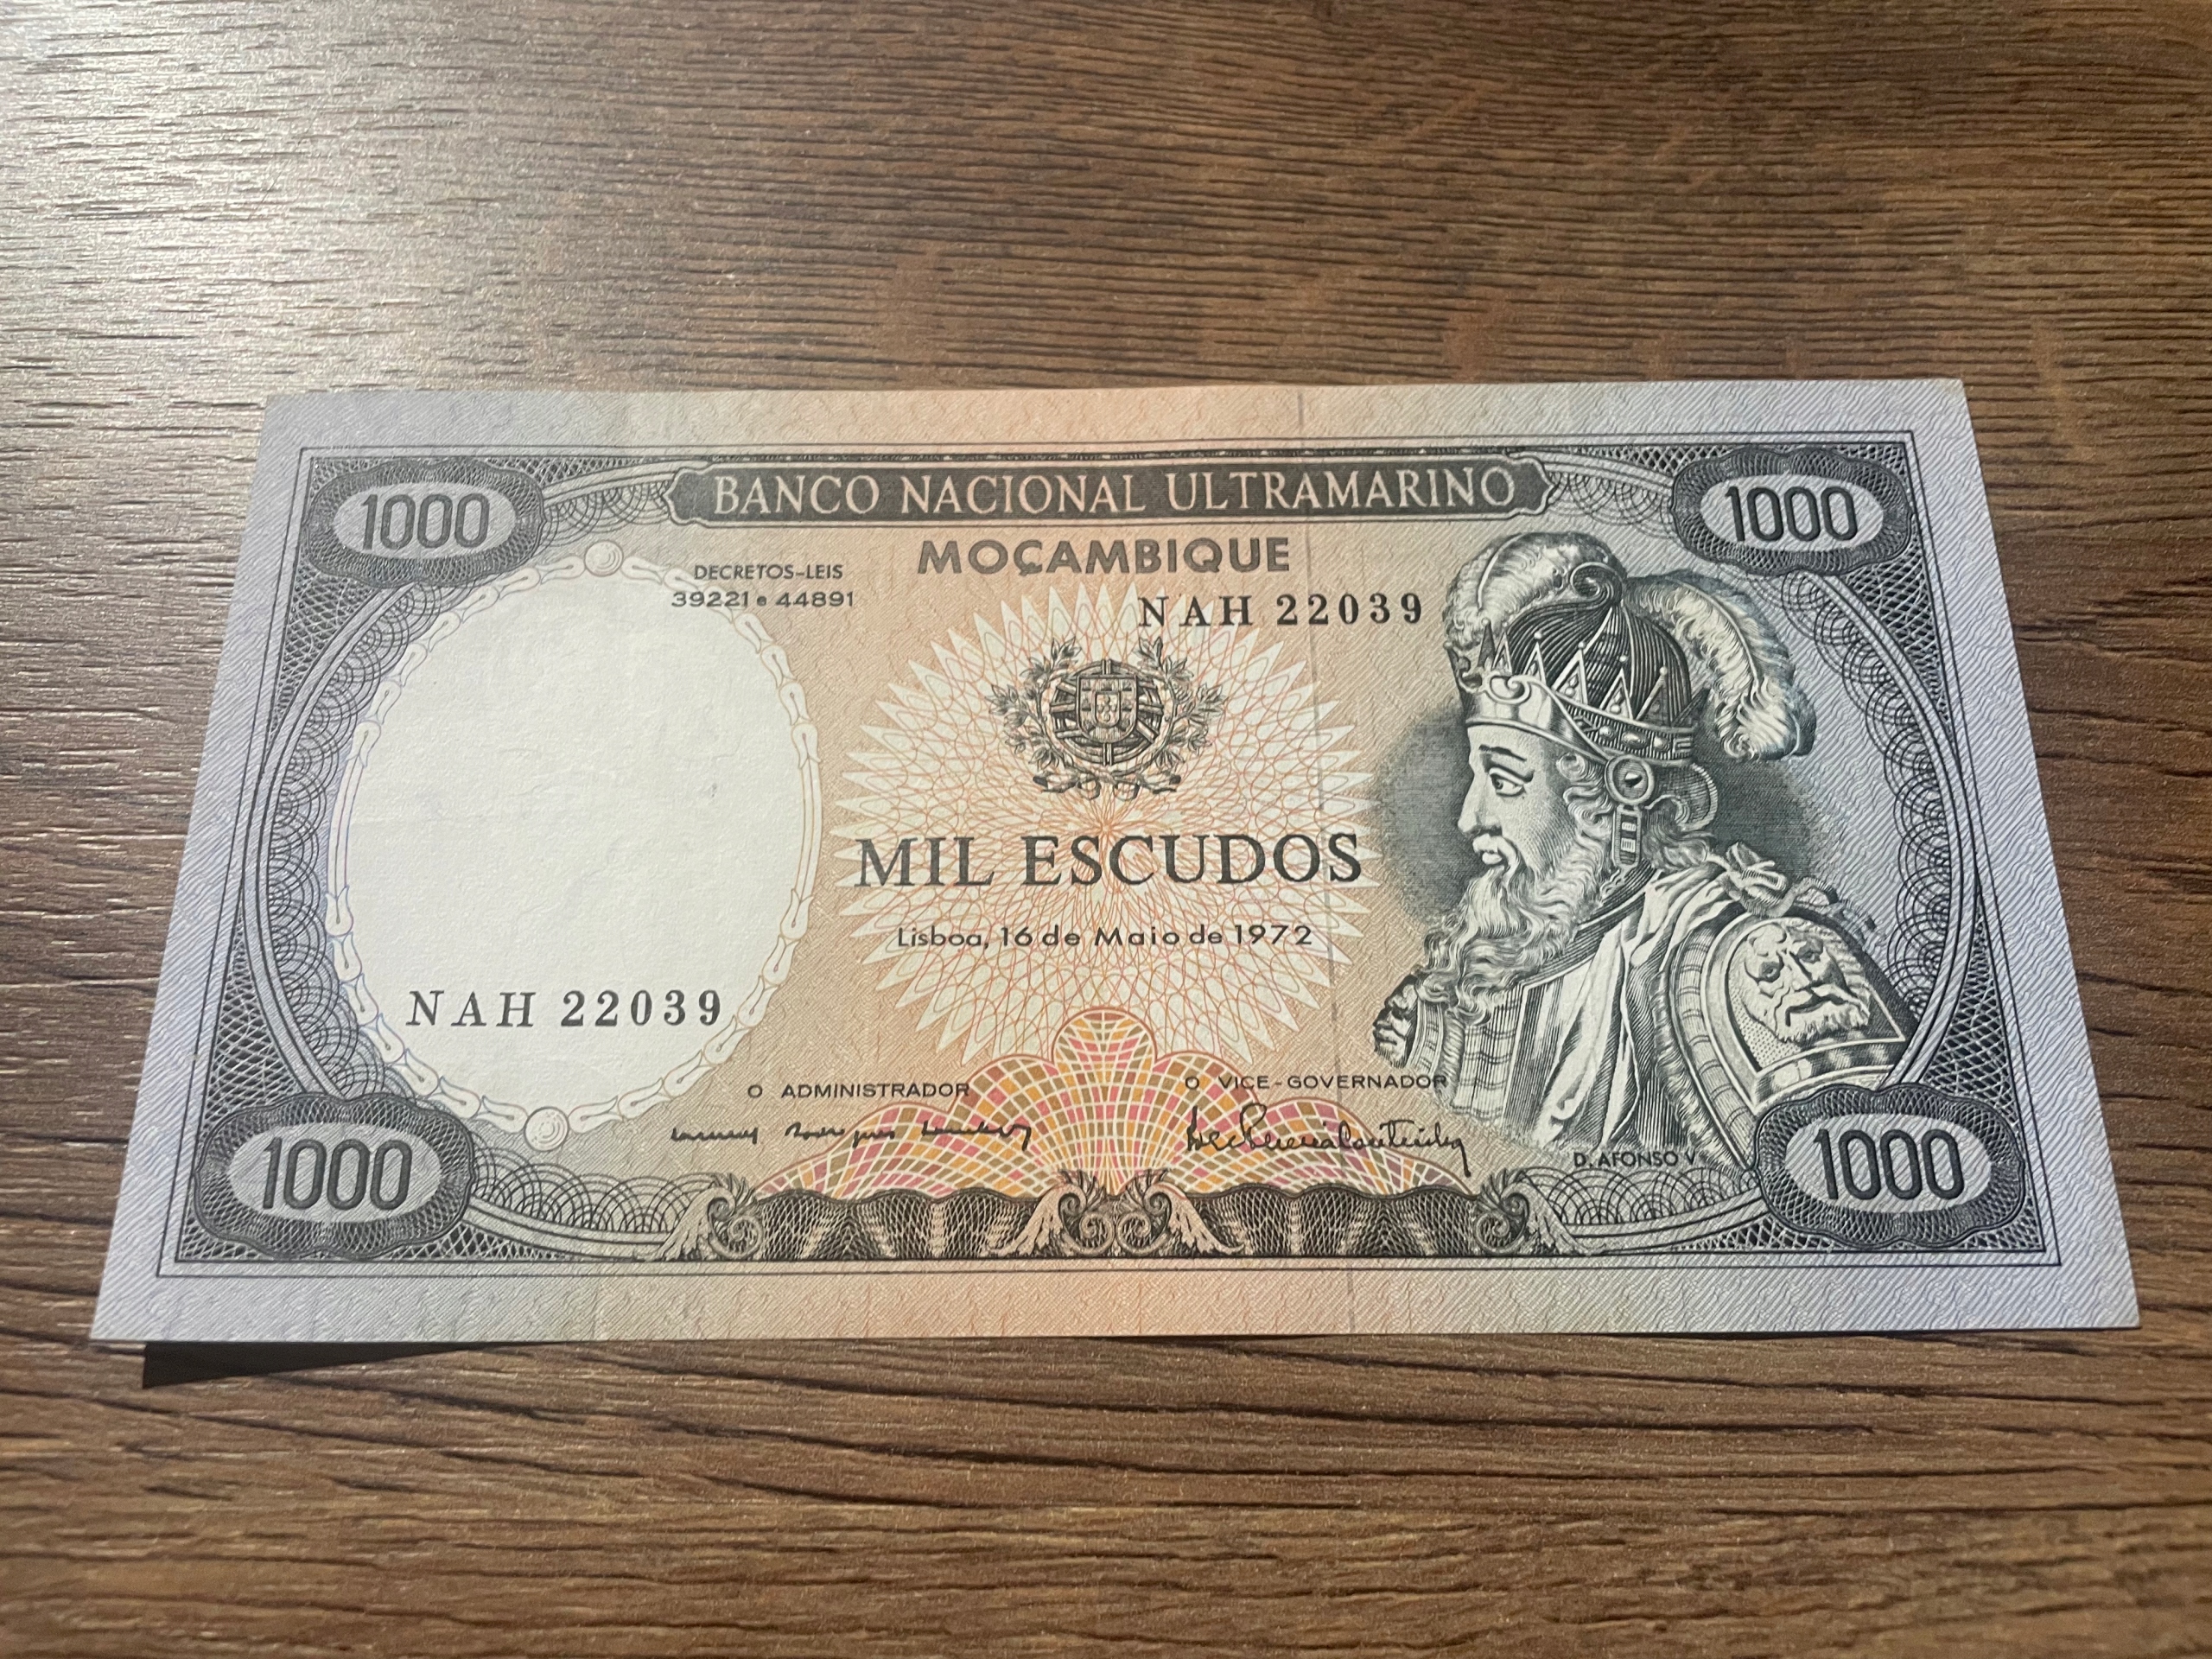 1000
BANCO NACIONAL ULTRAMARINO
1000
MOÇAMBIQUE
DECRETOS-LEIS
39221 e 44891
NAH 22039
MIL ESCUDOS
Lisboa, 16 de Maio de 1972
NAH 22039
O ADMINISTRADOR
O VICE-GOVERNADOR
D. AFONSO V
1000
1000